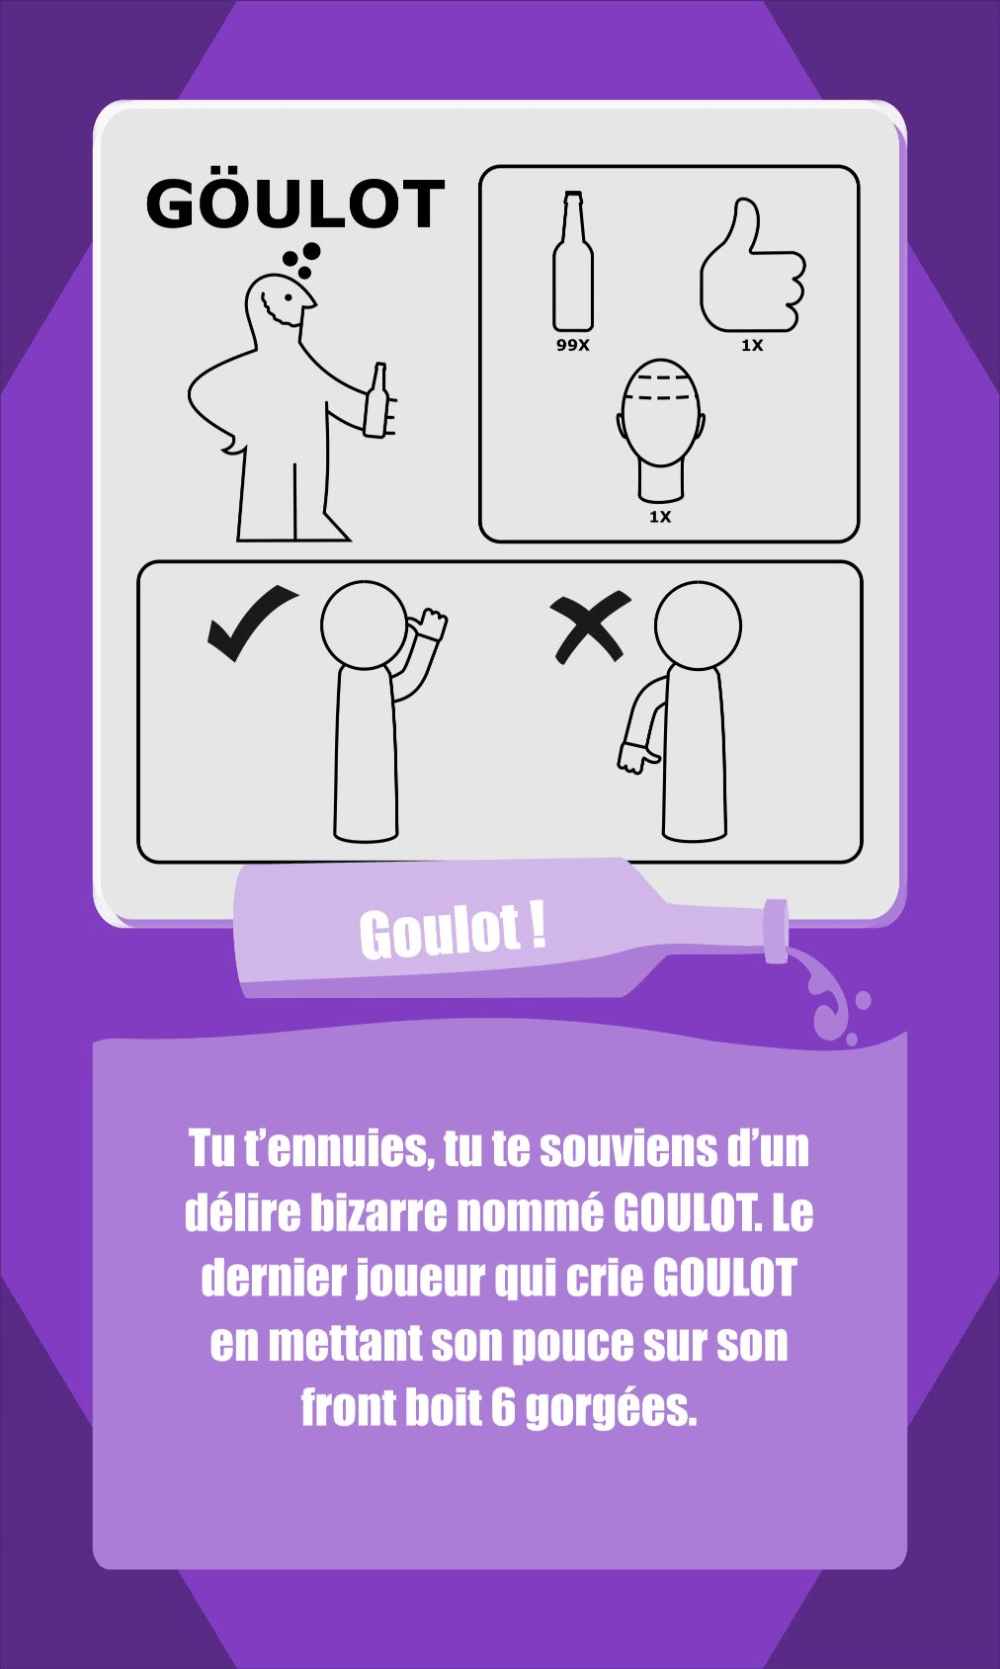 GÖULOT
99X
1X
1X
Goulot !
Tu t’ennuies, tu te souviens d’un
délire bizarre nommé GOULOT. Le
dernier joueur qui crie GOULOT
en mettant son pouce sur son
front boit 6 gorgées.